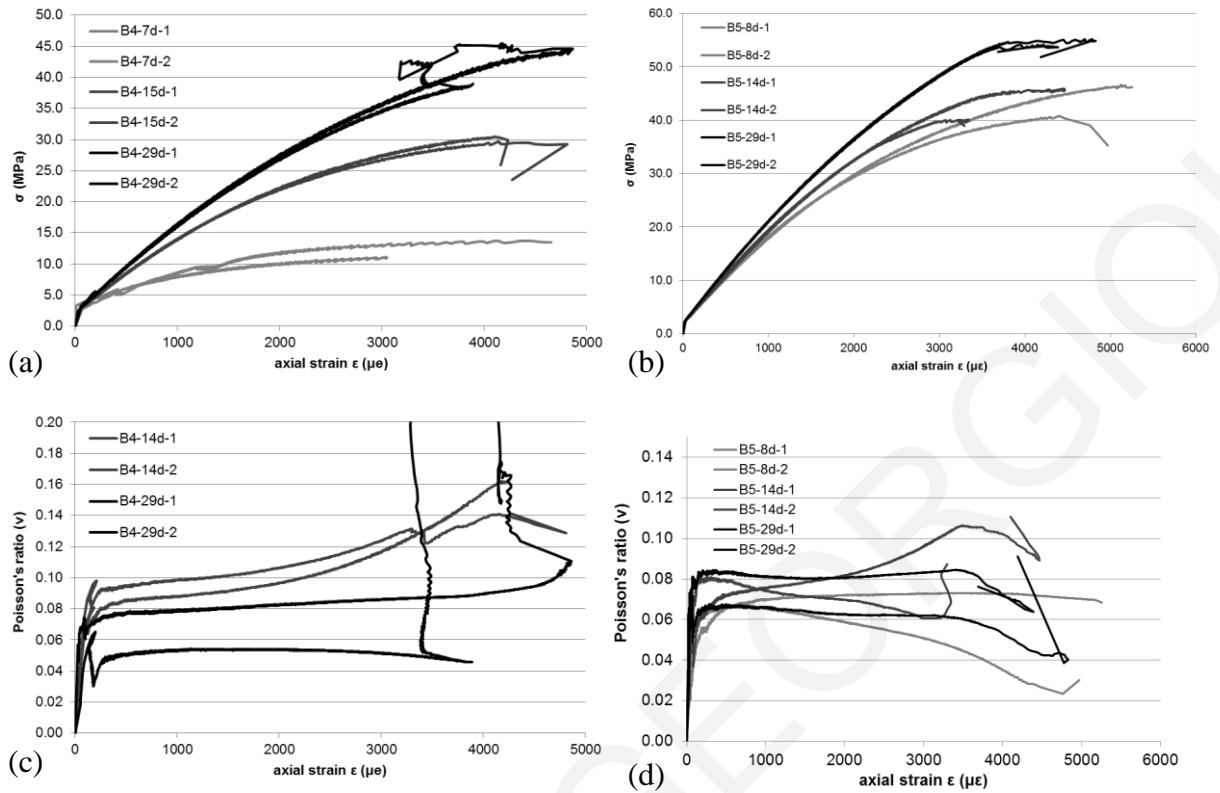 B4-7d-1
B4-7d-2
B4-15d-1
B4-15d-2
B4-29d-1
B4-29d-2
50.0
45.0
40.0
35.0
30.0
25.0
20.0
15.0
10.0
5.0
0.0
σ (MPa)
0 1000 2000 3000 4000 5000
axial strain ε (μe)
(a)
B5-8d-1
B5-8d-2
B5-14d-1
B5-14d-2
B5-29d-1
B5-29d-2
60.0
50.0
40.0
30.0
20.0
10.0
0.0
σ (MPa)
0 1000 2000 3000 4000 5000 6000
axial strain ε (με)
(b)
B4-14d-1
B4-14d-2
B4-29d-1
B4-29d-2
0.20
0.18
0.16
0.14
0.12
0.10
0.08
0.06
0.04
0.02
0.00
Poisson's ratio (v)
0 1000 2000 3000 4000 5000
axial strain ε (μe)
(c)
B5-8d-1
B5-8d-2
B5-14d-1
B5-14d-2
B5-29d-1
B5-29d-2
0.14
0.12
0.10
0.08
0.06
0.04
0.02
0.00
Poisson's ratio (v)
0 1000 2000 3000 4000 5000 6000
axial strain ε (με)
(d)
GEORGIOU